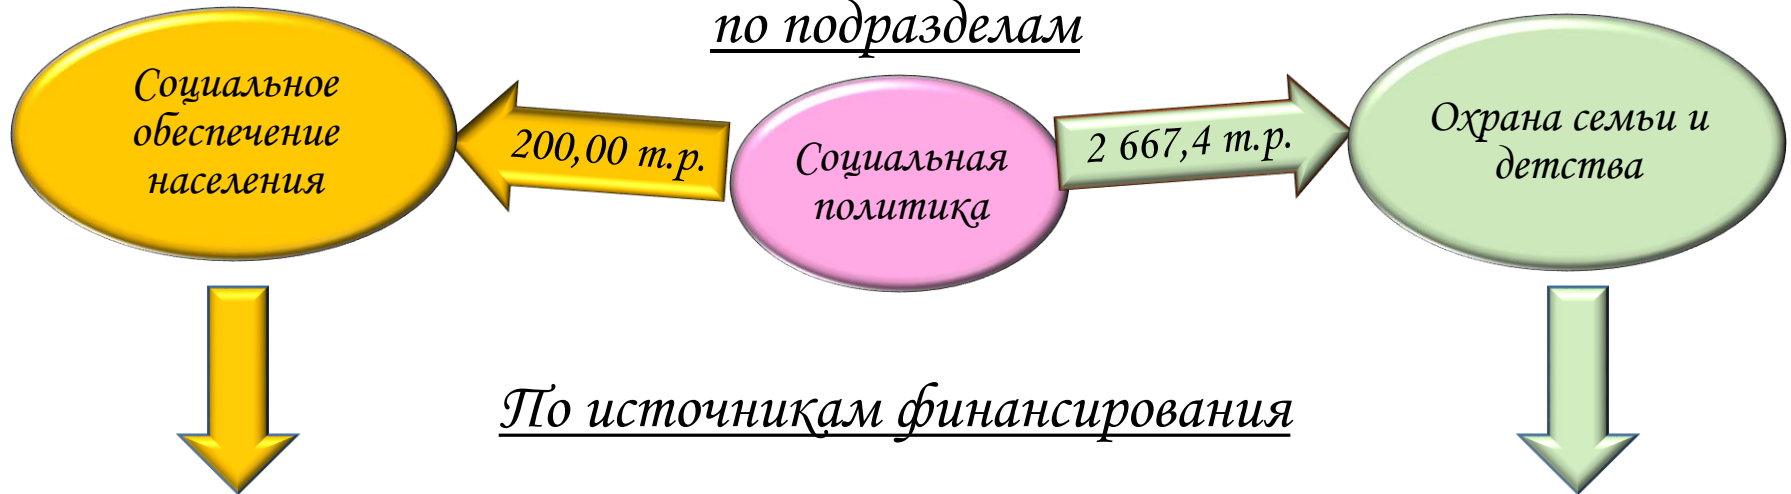 по подразделам
Социальное
обеспечение
населения
200,00 т.р.
Социальная
политика
2 667,4 т.р.
Охрана семьи и
детства
По источникам финансирования